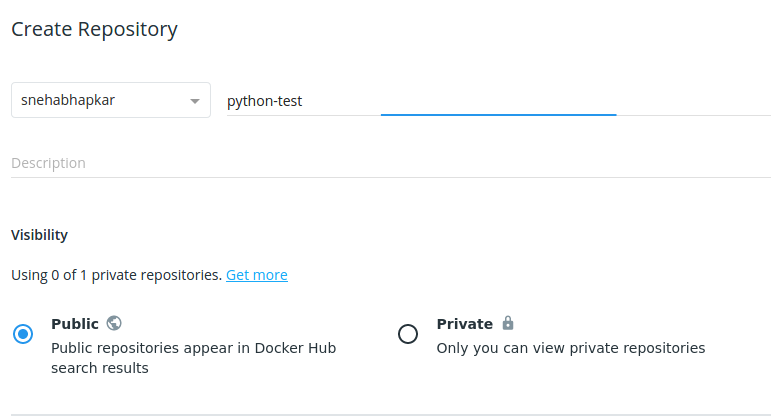 Create Repository
snehabhapkar python-test
Description
Visibility
Using 0 of 1 private repositories. Get more
Public Private
Public repositories appear in Docker Hub Only you can view private repositories
search results